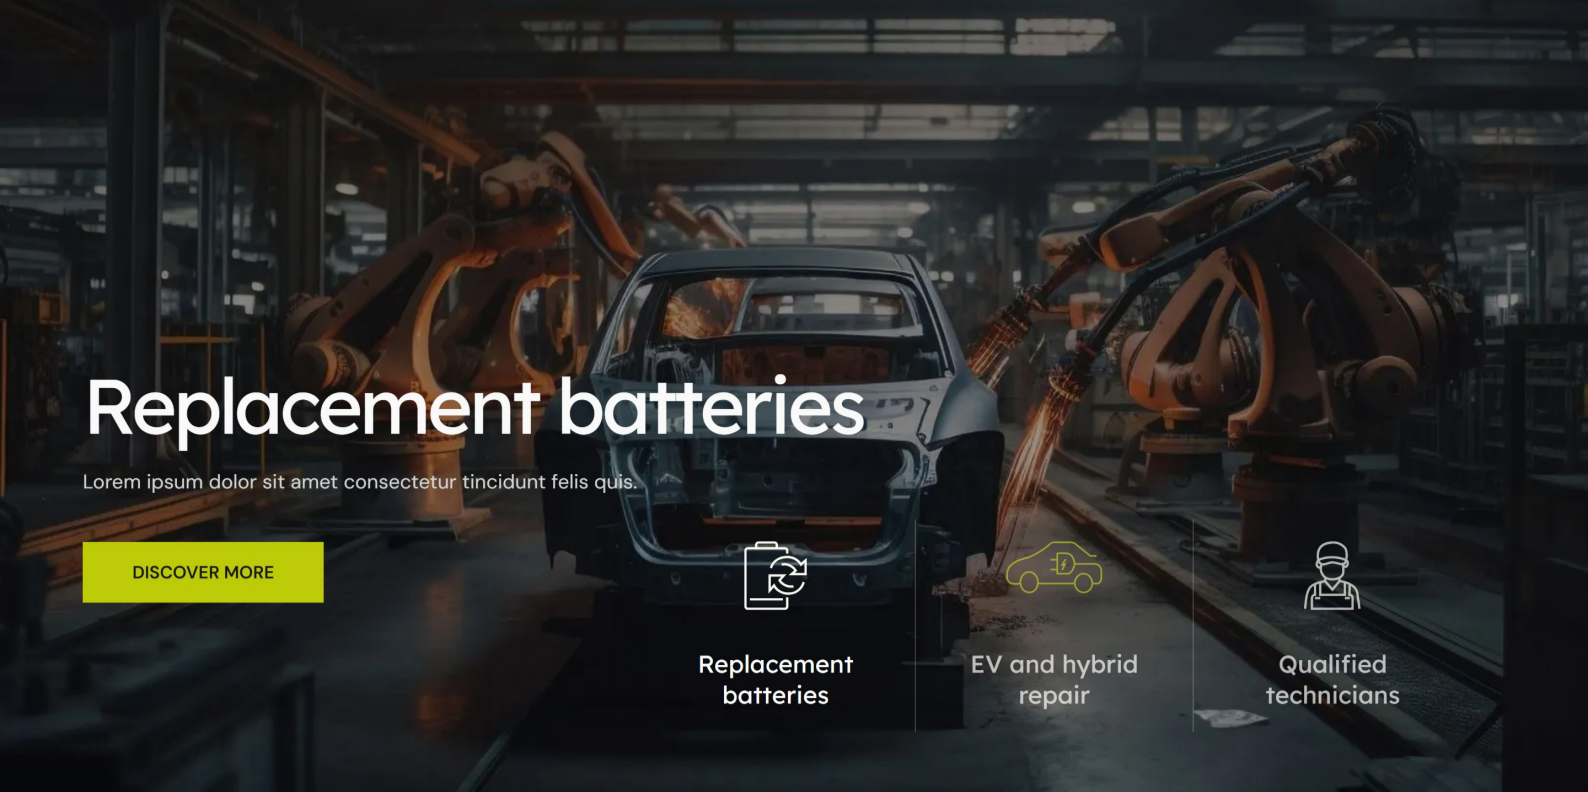 Replacement batteries
Lorem ipsum dolor sit amet consectetur tincidunt felis quis.
DISCOVER MORE
Replacement
batteries
EV and hybrid
repair
Qualified
technicians